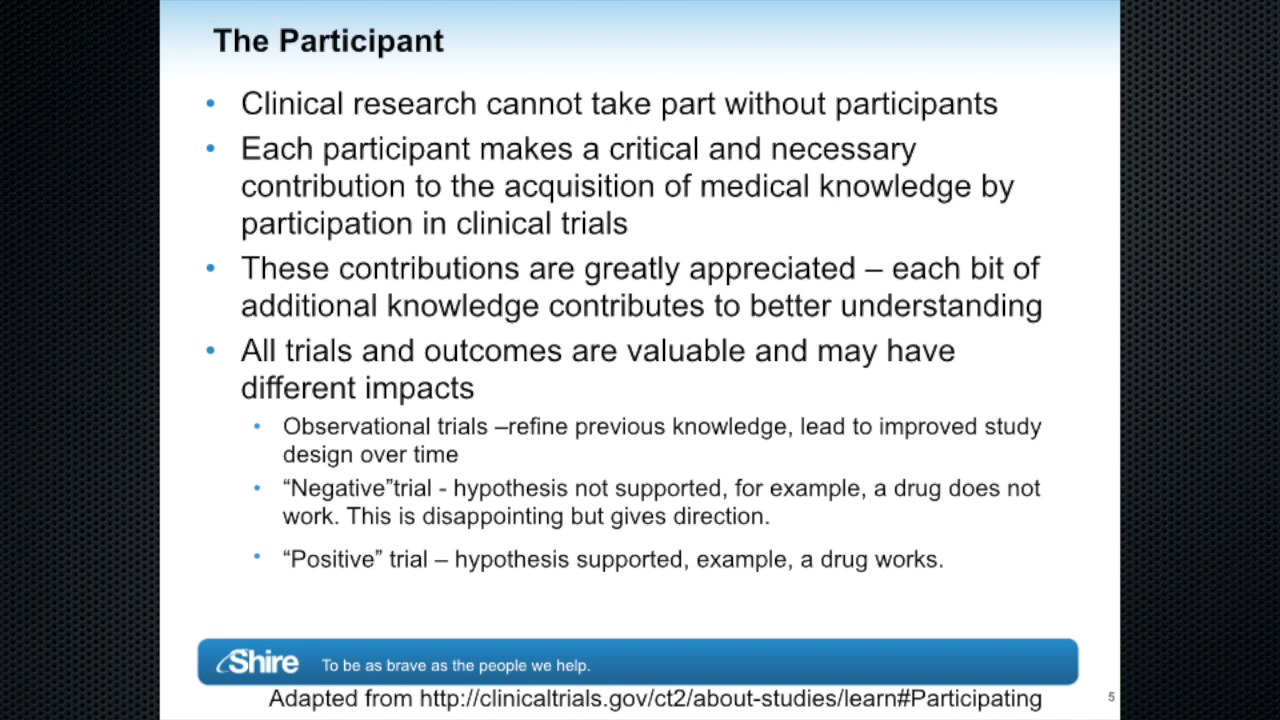 The Participant
• Clinical research cannot take part without participants
• Each participant makes a critical and necessary
contribution to the acquisition of medical knowledge by
participation in clinical trials
• These contributions are greatly appreciated – each bit of
additional knowledge contributes to better understanding
• All trials and outcomes are valuable and may have
different impacts
• Observational trials –refine previous knowledge, lead to improved study
design over time
• “Negative”trial - hypothesis not supported, for example, a drug does not
work. This is disappointing but gives direction.
• “Positive” trial – hypothesis supported, example, a drug works.
Shire To be as brave as the people we help.
Adapted from http://clinicaltrials.gov/ct2/about-studies/learn#Participating
5